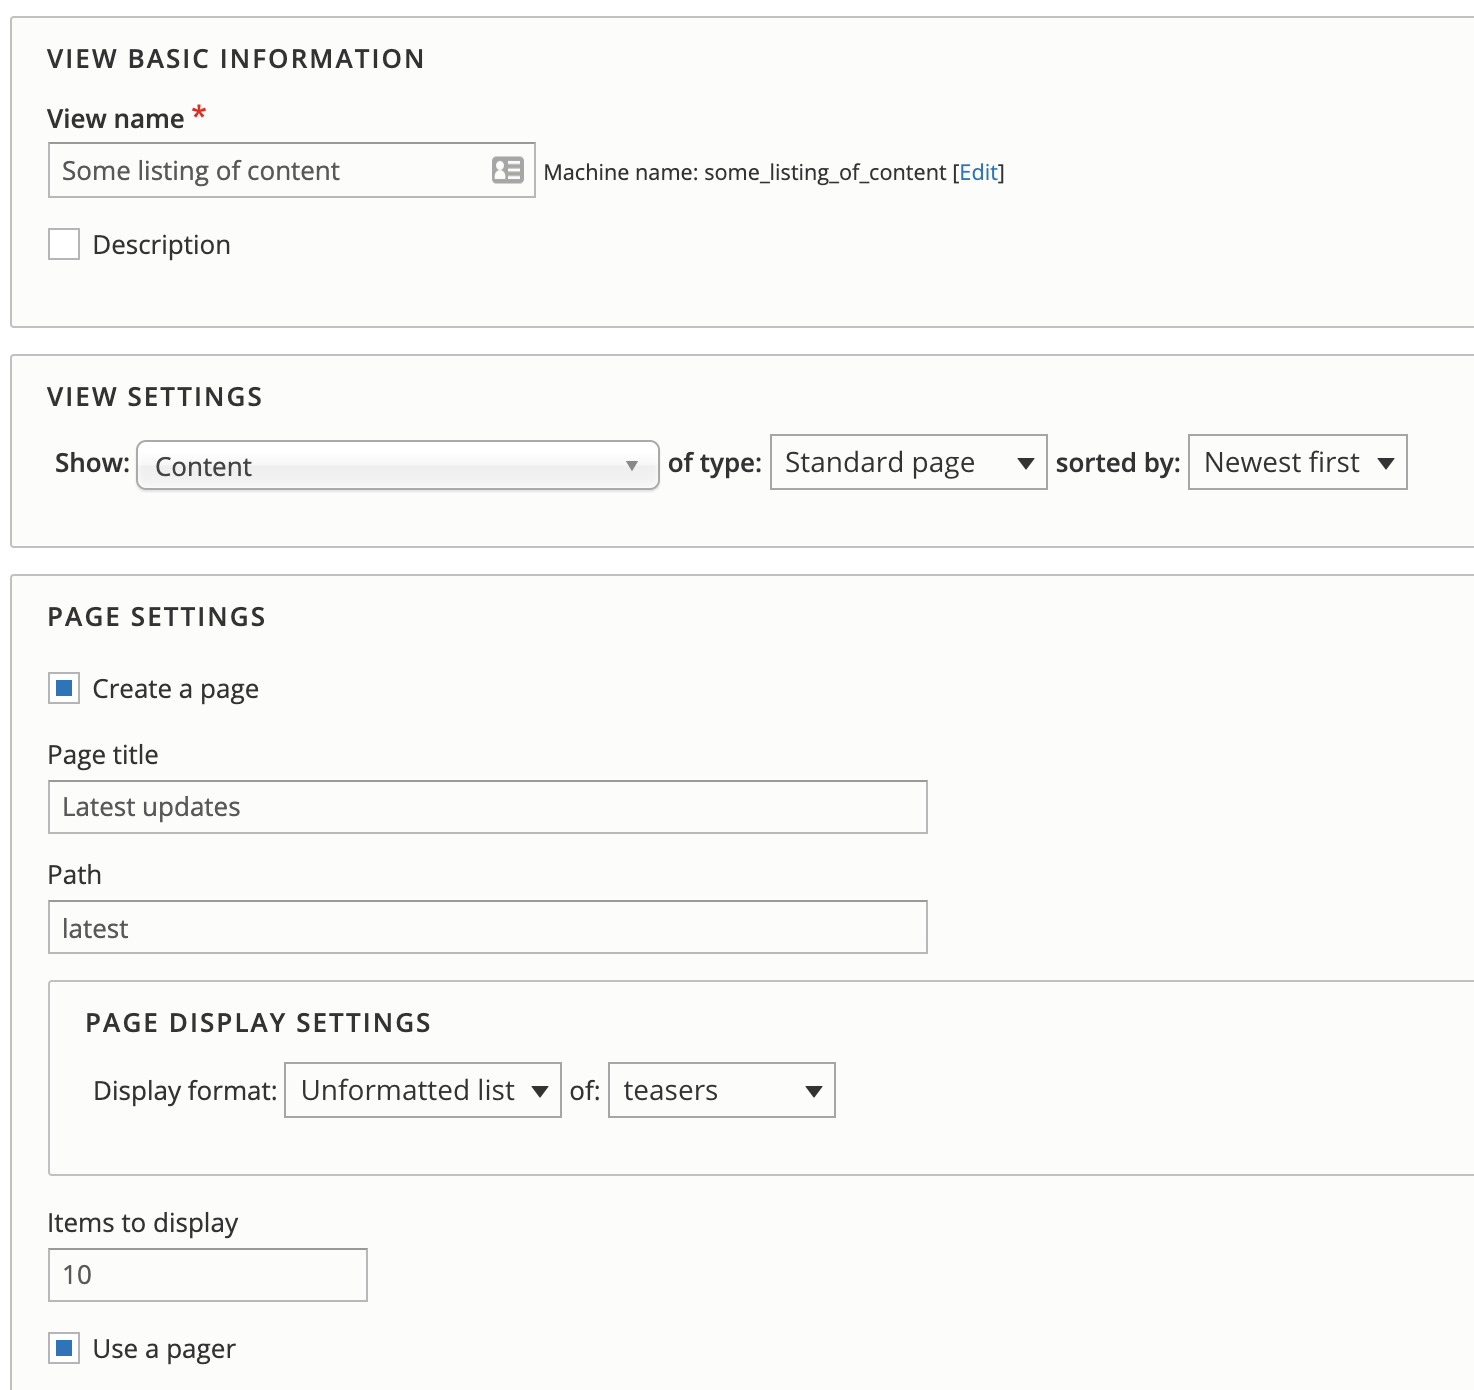 VIEW BASIC INFORMATION
View name *
Some listing of content Machine name: some_listing_of_content [Edit]
Description
VIEW SETTINGS
Show: Content of type: Standard page sorted by: Newest first
PAGE SETTINGS
Create a page
Page title
Latest updates
Path
latest
PAGE DISPLAY SETTINGS
Display format: Unformatted list of: teasers
Items to display
10
Use a pager